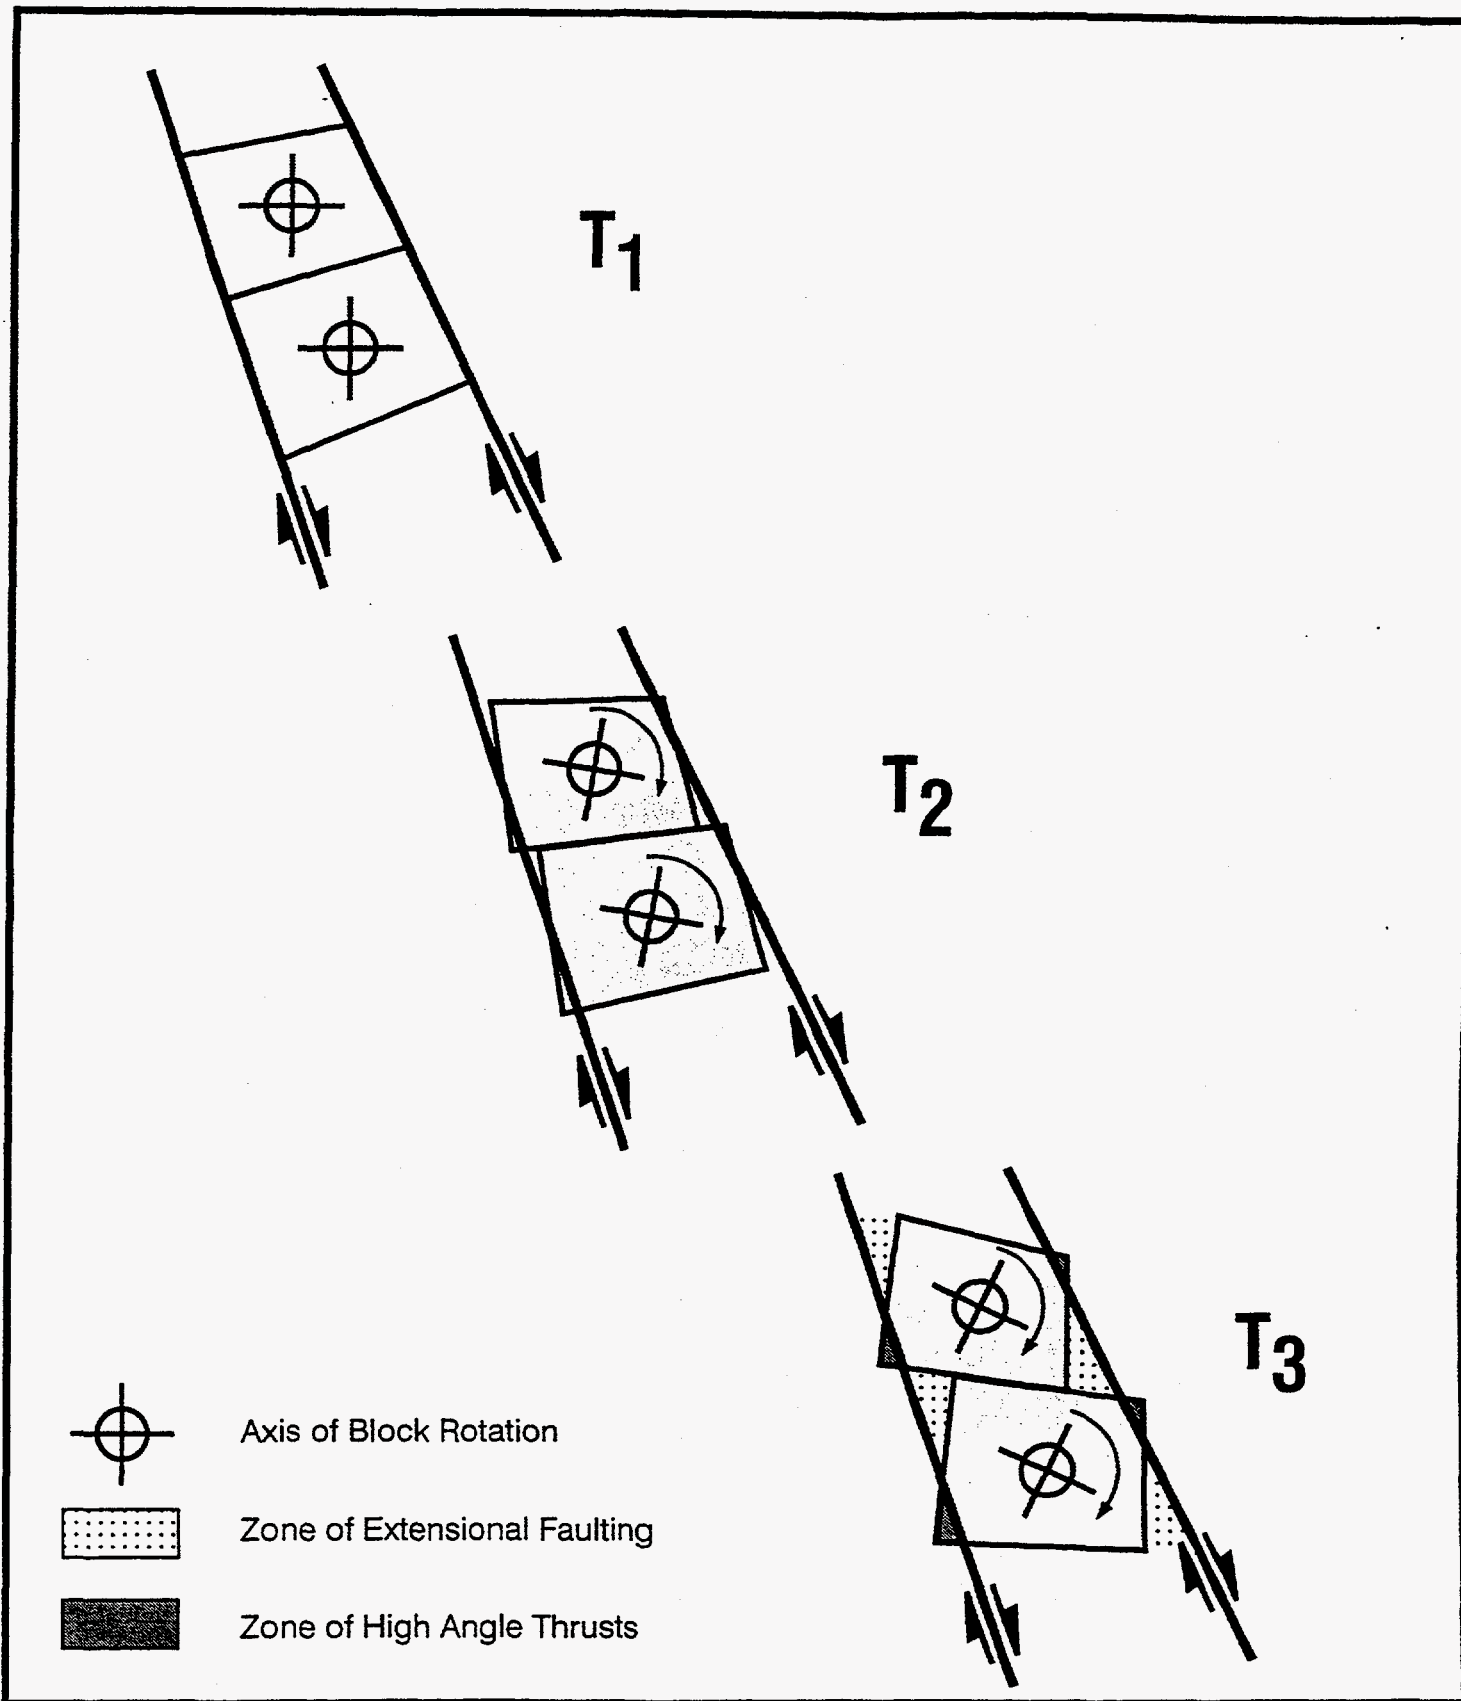 T1
T2
T3
Axis of Block Rotation
Zone of Extensional Faulting
Zone of High Angle Thrusts